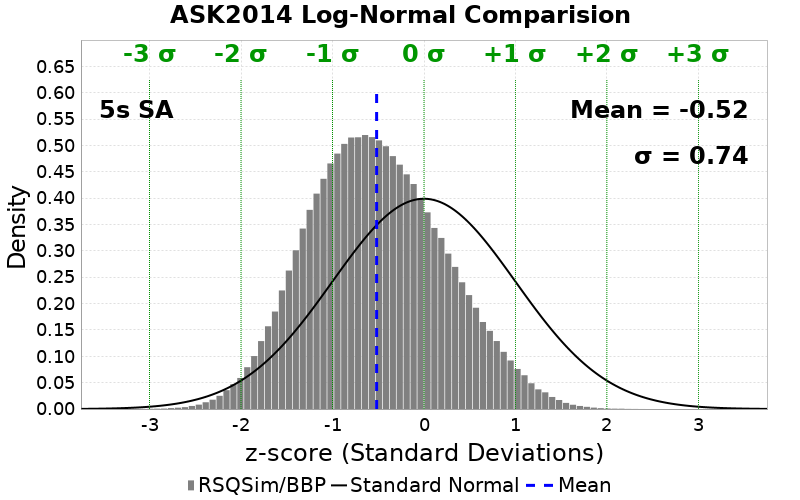 ASK2014 Log-Normal Comparision
-3 σ -2 σ -1 σ 0 σ +1 σ +2 σ +3 σ
5s SA
Mean = -0.52
σ = 0.74
Density
0.65
0.60
0.55
0.50
0.45
0.40
0.35
0.30
0.25
0.20
0.15
0.10
0.05
0.00
-3 -2 -1 0 1 2 3
z-score (Standard Deviations)
RSQSim/BBP Standard Normal Mean